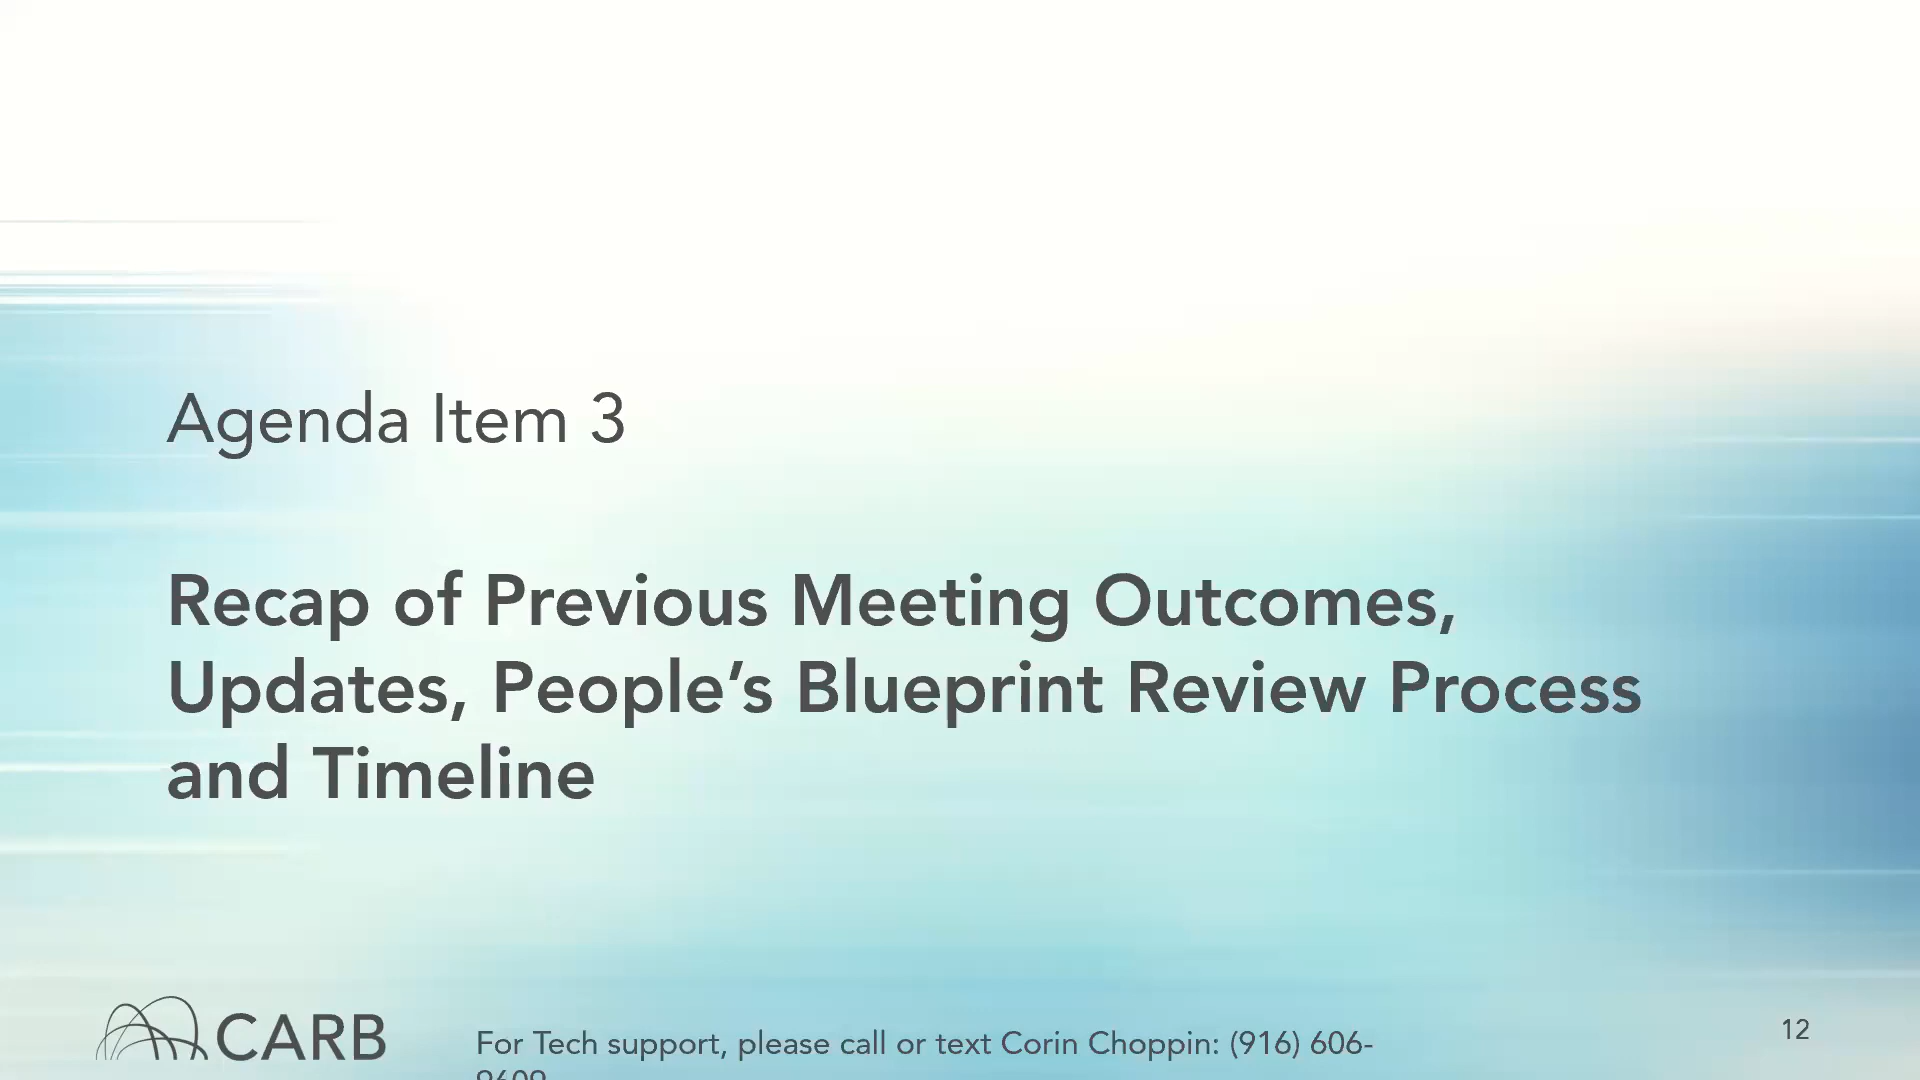 Agenda Item 3
Recap of Previous Meeting Outcomes,
Updates, People’s Blueprint Review Process
and Timeline
CARB
For Tech support, please call or text Corin Choppin: (916) 606-
12